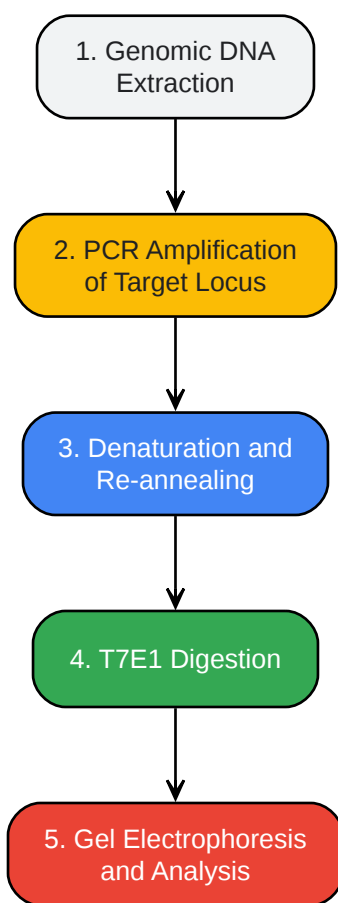 1. Genomic DNA
Extraction
2. PCR Amplification
of Target Locus
3. Denaturation and
Re-annealing
4. T7E1 Digestion
5. Gel Electrophoresis
and Analysis